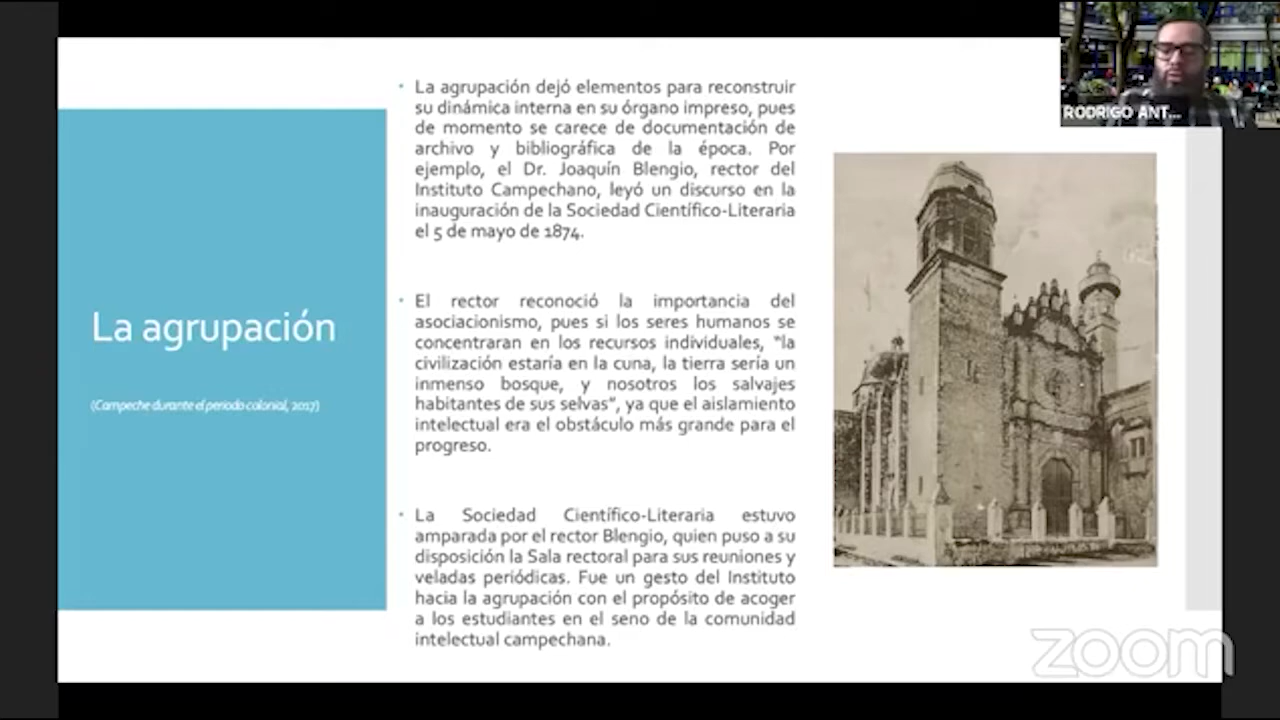 RODRIGO ANT...
La agrupación
(Campeche durante el periodo colonial, 2017)
• La agrupación dejó elementos para reconstruir
su dinámica interna en su órgano impreso, pues
de momento se carece de documentación de
archivo y bibliográfica de la época. Por
ejemplo, el Dr. Joaquín Blengio, rector del
Instituto Campechano, leyó un discurso en la
inauguración de la Sociedad Científico-Literaria
el 5 de mayo de 1874.
• El rector reconoció la importancia del
asociacionismo, pues si los seres humanos se
concentraran en los recursos individuales, "la
civilización estaría en la cuna, la tierra sería un
inmenso bosque, y nosotros los salvajes
habitantes de sus selvas", ya que el aislamiento
intelectual era el obstáculo más grande para el
progreso.
• La Sociedad Científico-Literaria estuvo
amparada por el rector Blengio, quien puso a su
disposición la Sala rectoral para sus reuniones y
veladas periódicas. Fue un gesto del Instituto
hacia la agrupación con el propósito de acoger
a los estudiantes en el seno de la comunidad
intelectual campechana.
zoom